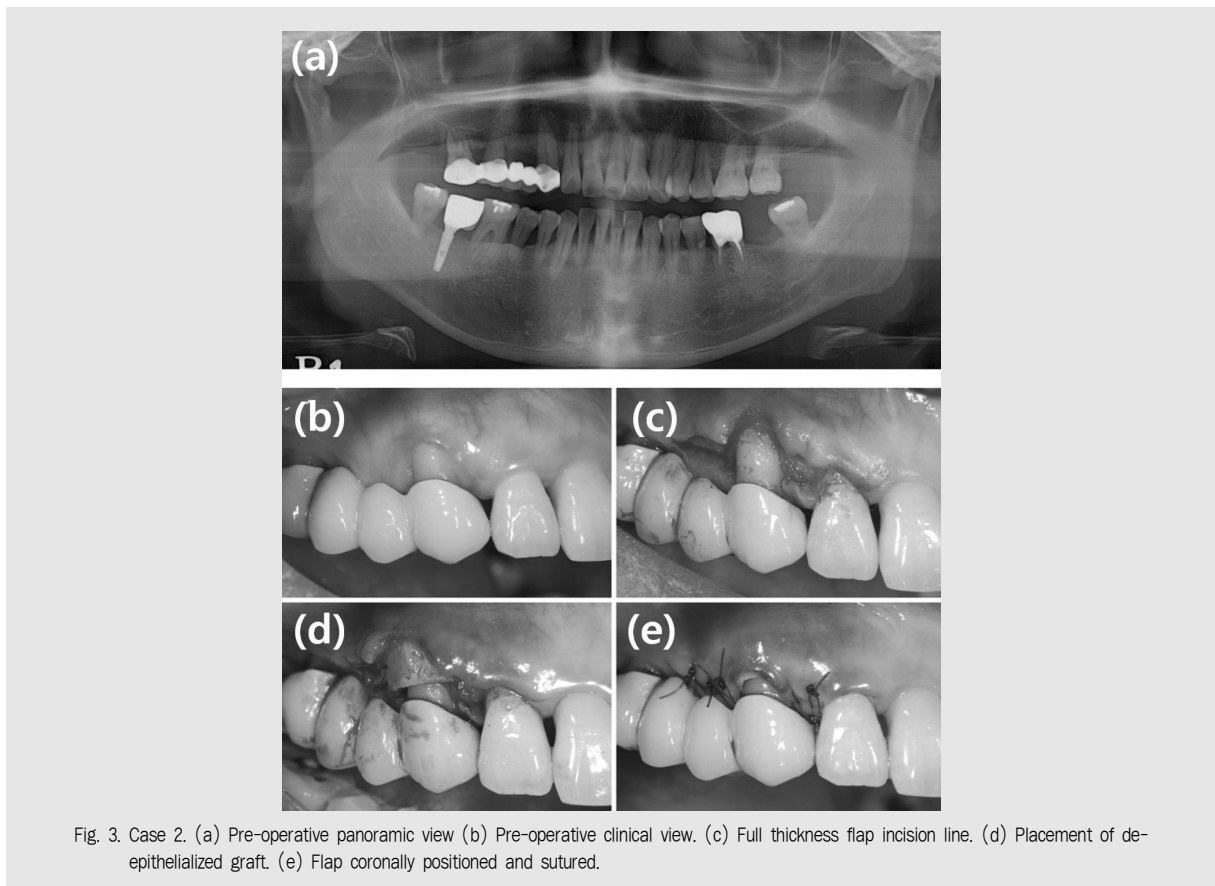 (a)
(b)
(c)
(d)
(e)
Fig. 3. Case 2. (a) Pre-operative panoramic view (b) Pre-operative clinical view. (c) Full thickness flap incision line. (d) Placement of de-
epithelialized graft. (e) Flap coronally positioned and sutured.